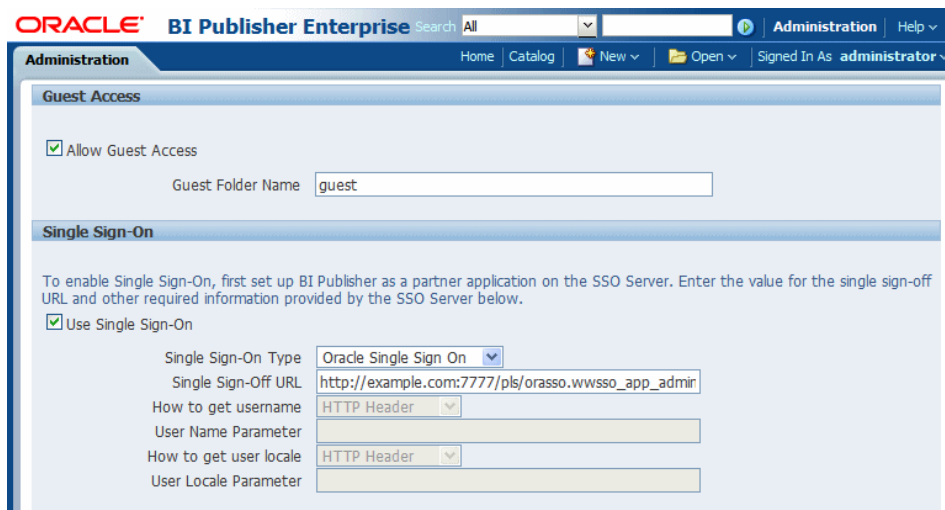 ORACLE BI Publisher Enterprise Search All Administration Help
Administration Home Catalog New Open Signed In As administrator
Guest Access
Allow Guest Access
Guest Folder Name guest
Single Sign-On
To enable Single Sign-On, first set up BI Publisher as a partner application on the SSO Server. Enter the value for the single sign-off
URL and other required information provided by the SSO Server below.
Use Single Sign-On
Single Sign-On Type Oracle Single Sign On
Single Sign-Off URL http://example.com:7777/pls/orasso.wwsso_app_admin
How to get username HTTP Header
User Name Parameter
How to get user locale HTTP Header
User Locale Parameter